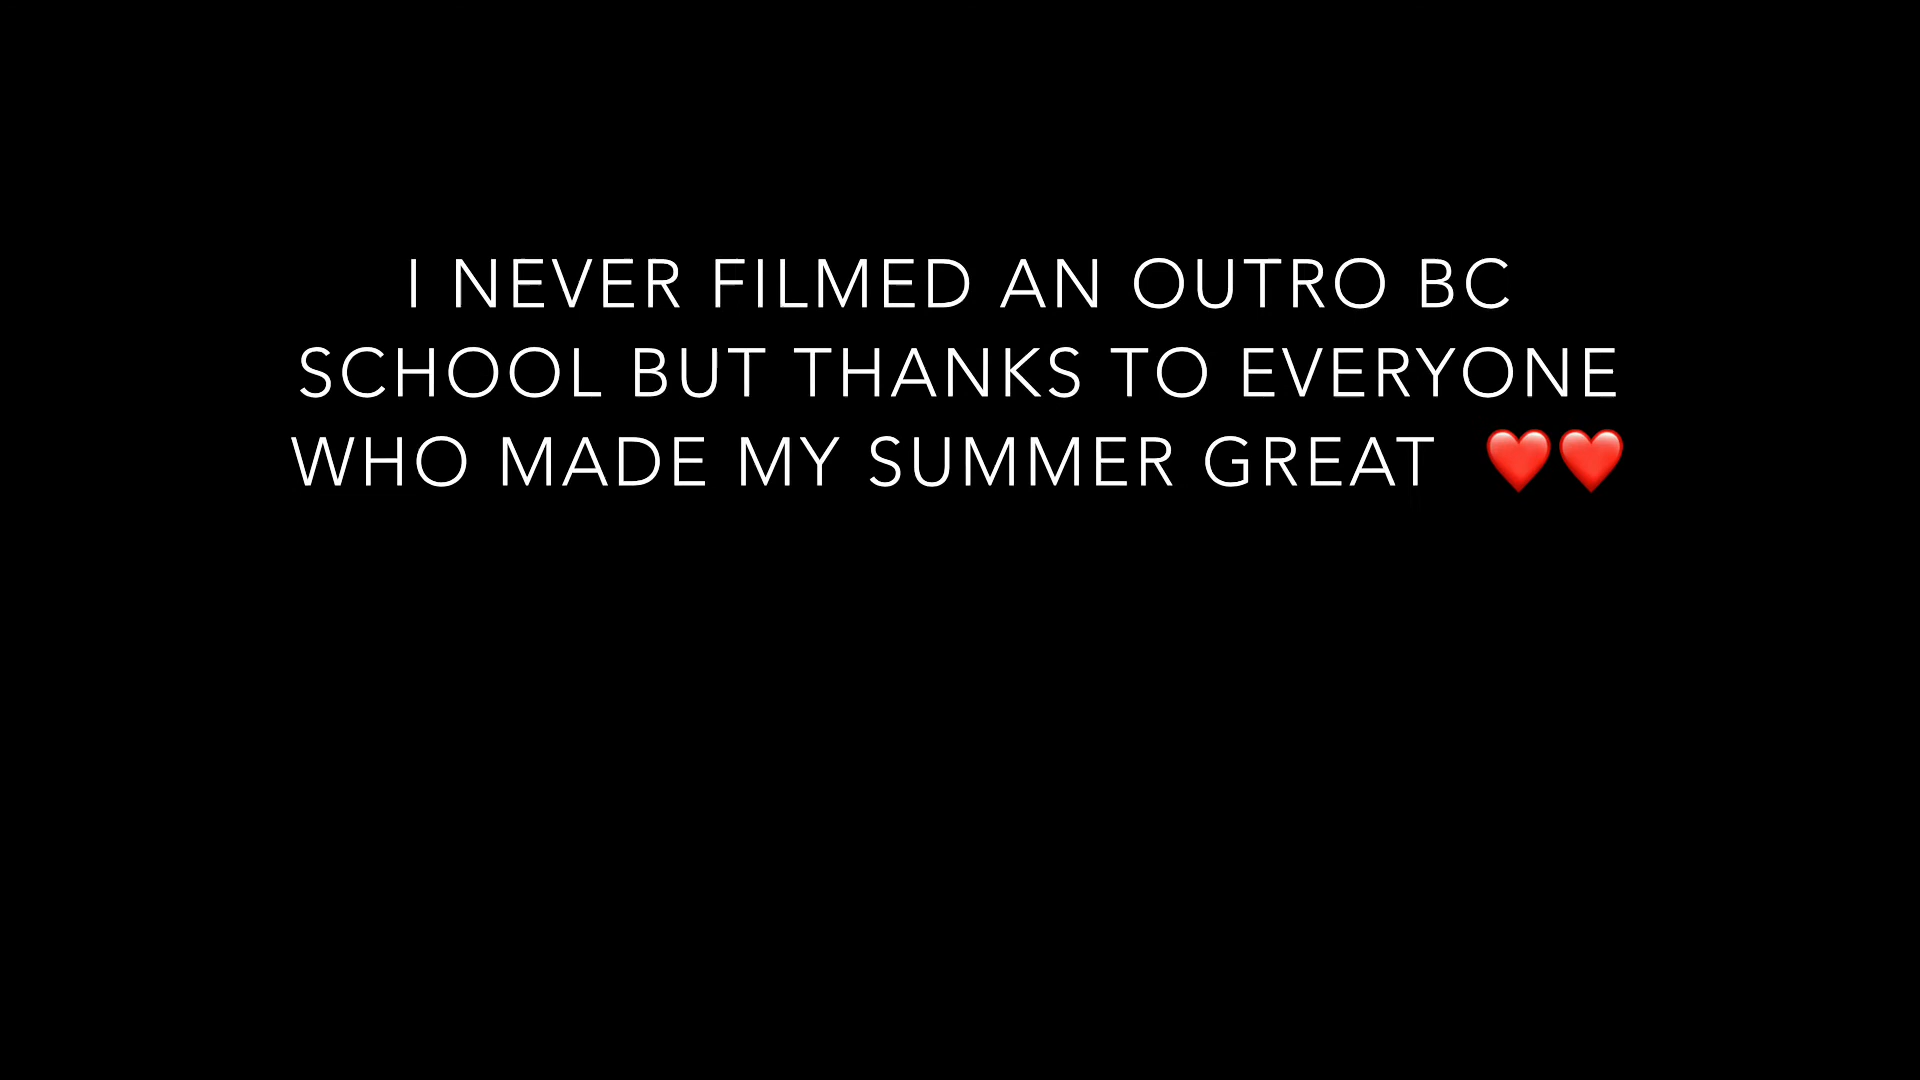 I NEVER FILMED AN OUTRO BC
SCHOOL BUT THANKS TO EVERYONE
WHO MADE MY SUMMER GREAT ❤️❤️